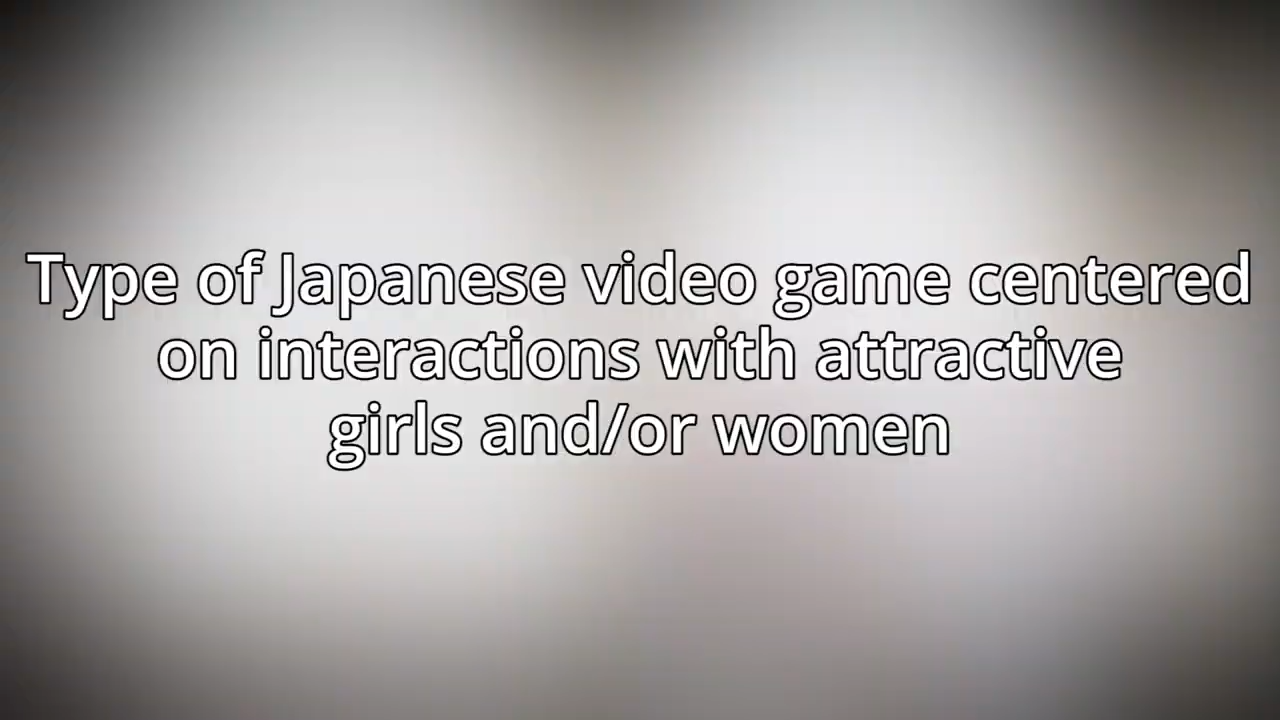 Type of Japanese video game centered
on interactions with attractive
girls and/or women